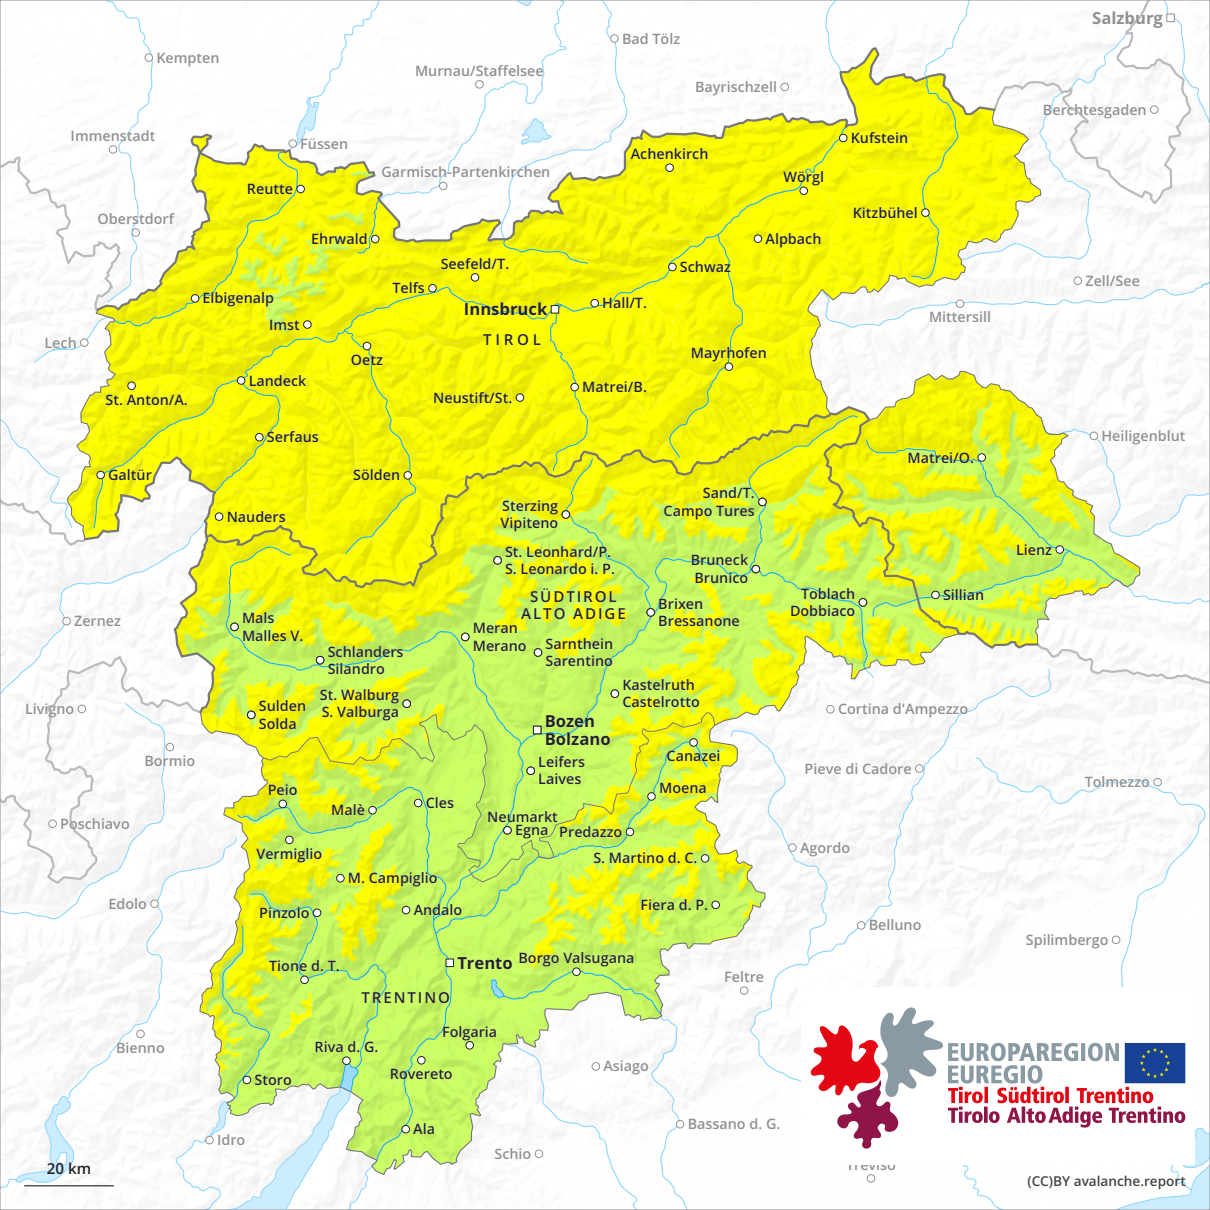 Salzburg
Bad Tölz
Kempten
Murnau/Staffelsee
Bayrischzell
Berchtesgaden
Immenstadt
Füssen
Kufstein
Achenkirch
Garmisch-Partenkirchen
Wörgl
Reutte
Kitzbühel
Oberstdorf
Ehrwald
Alpbach
Seefeld/T.
Schwaz
Zell/See
Telfs
Elbigenalp
Hall/T.
Innsbruck
Mittersill
Imst
TIROL
Lech
Oetz
Mayrhofen
Landeck
Matrei/B.
St. Anton/A.
Neustift/St.
Serfaus
Heiligenblut
Matrei/O.
Galtür
Sölden
Sand/T.
Campo Tures
Sterzing
Vipiteno
Nauders
Lienz
St. Leonhard/P.
S. Leonardo i. P.
Bruneck
Brunico
SÜDTIROL
ALTO ADIGE
Toblach
Dobbiaco
Sillian
Brixen
Bressanone
Zernez
Mals
Malles V.
Meran
Merano
Sarnthein
Sarentino
Schlanders
Silandro
Kastelruth
Castelrotto
St. Walburg
S. Valburga
Livigno
Sulden
Solda
Cortina d'Ampezzo
Bozen
Bolzano
Canazei
Bormio
Leifers
Laives
Pieve di Cadore
Tolmezzo
Peio
Moena
Malè
Cles
Neumarkt
Egna
Predazzo
Poschiavo
Vermiglio
Agordo
S. Martino d. C.
M. Campiglio
Edolo
Pinzolo
Andalo
Fiera d. P.
Belluno
Spilimbergo
Tione d. T.
Trento
Borgo Valsugana
Feltre
TRENTINO
Folgaria
Bienno
Riva d. G.
Rovereto
Asiago
Storo
EUROPAREGION
EUREGIO
Tirol Südtirol Trentino
Tirolo Alto Adige Trentino
Ala
Bassano d. G.
Idro
Schio
Treviso
20 km
(CC)BY avalanche.report